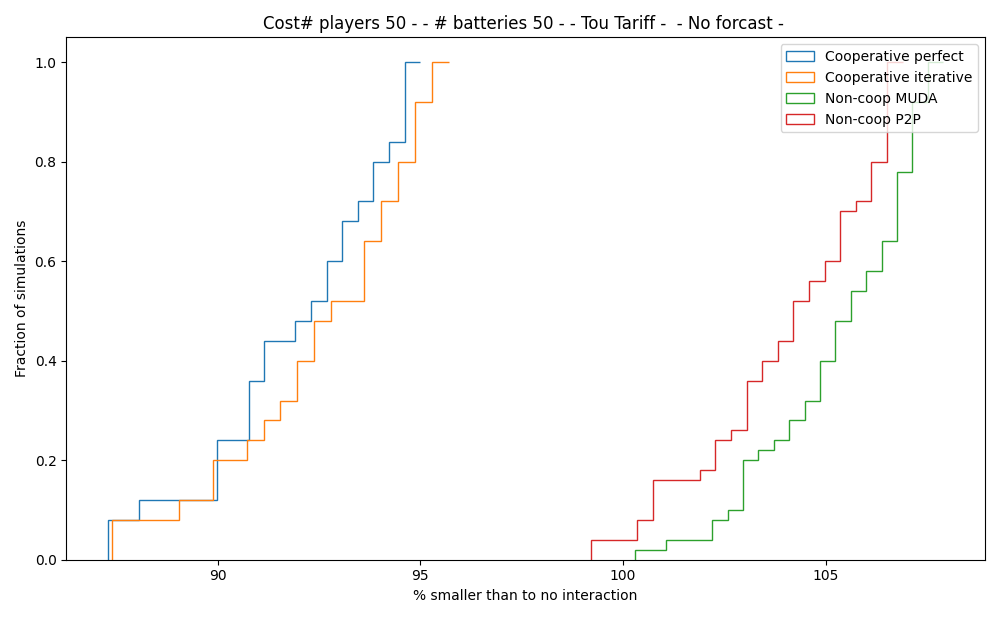 Cost# players 50 - - # batteries 50 - - Tou Tariff -  - No forcast -
Cooperative perfect
Cooperative iterative
Non-coop MUDA
Non-coop P2P
Fraction of simulations
1.0
0.8
0.6
0.4
0.2
0.0
90 95 100 105
% smaller than to no interaction